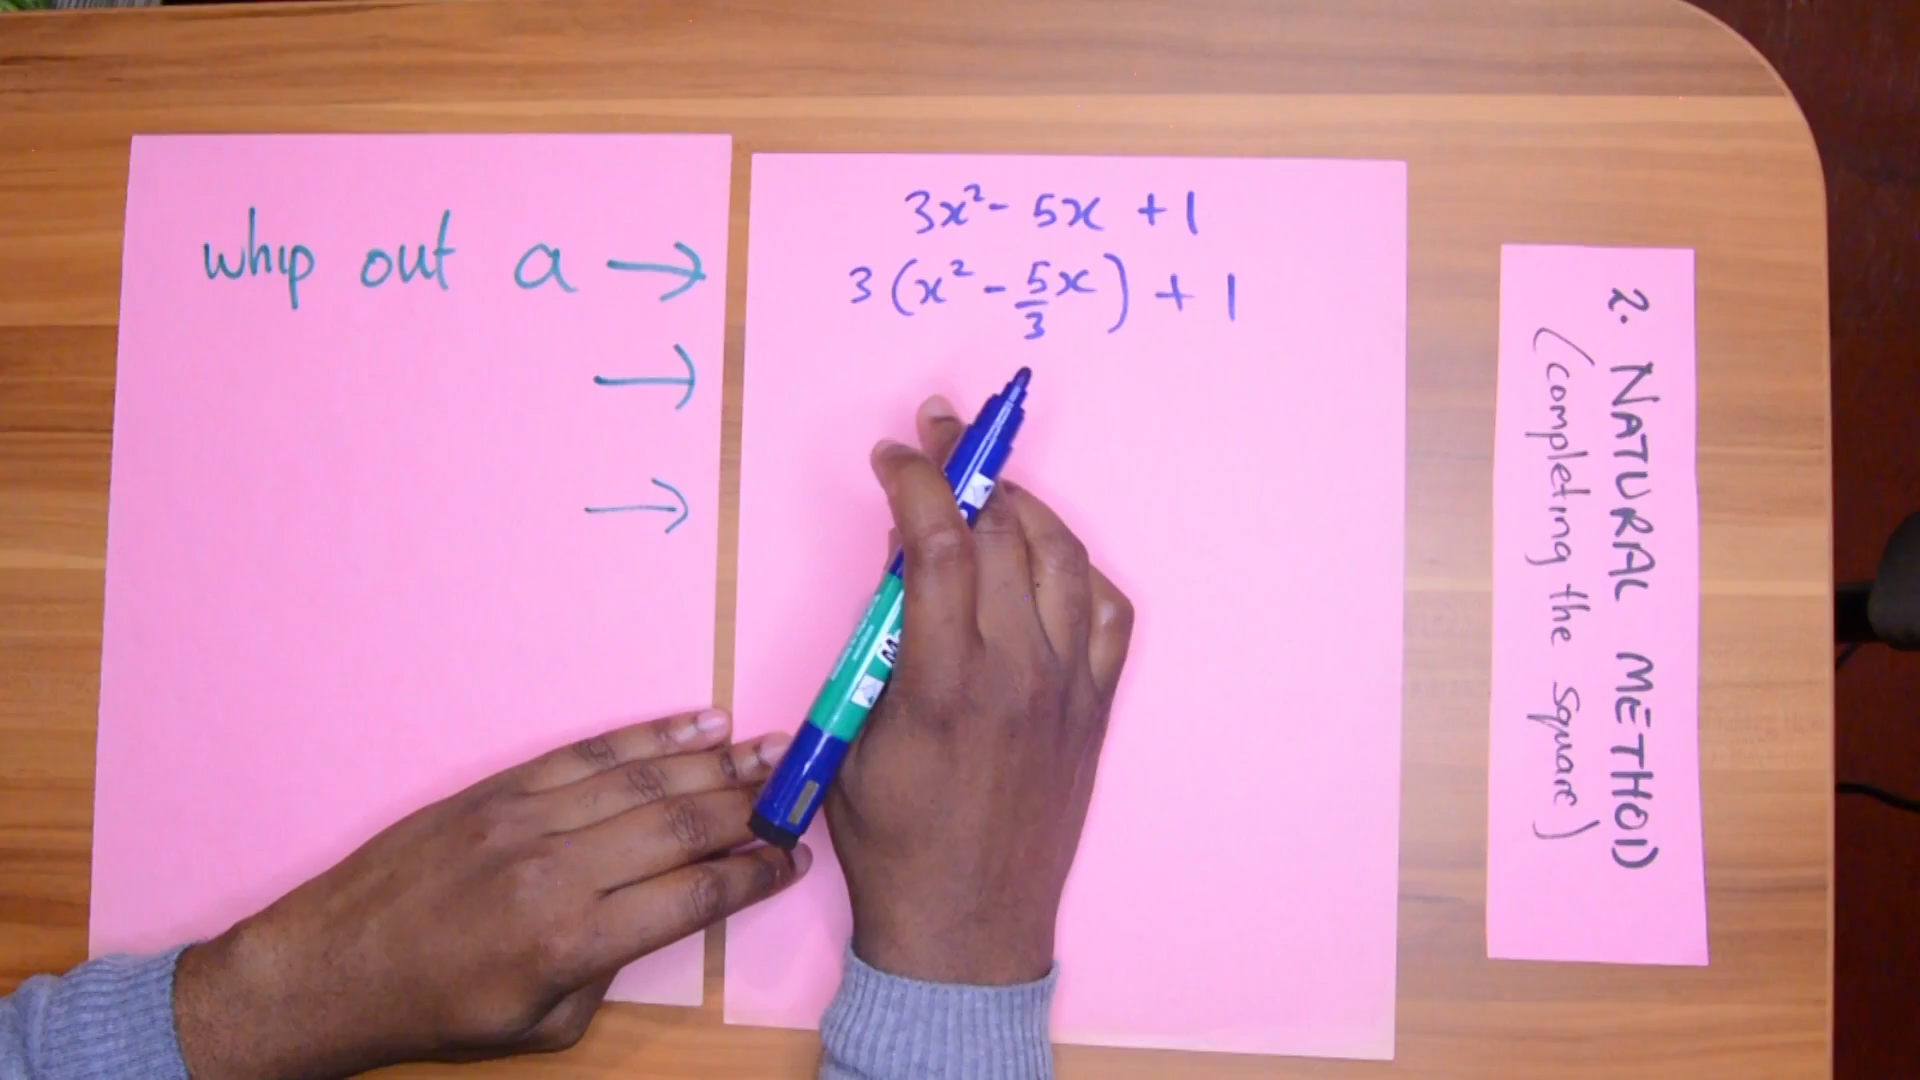 whip out a →
→
→
3x² - 5x + 1
3(x² - 5/3 x) + 1
2. NATURAL METHOD
(completing the square)